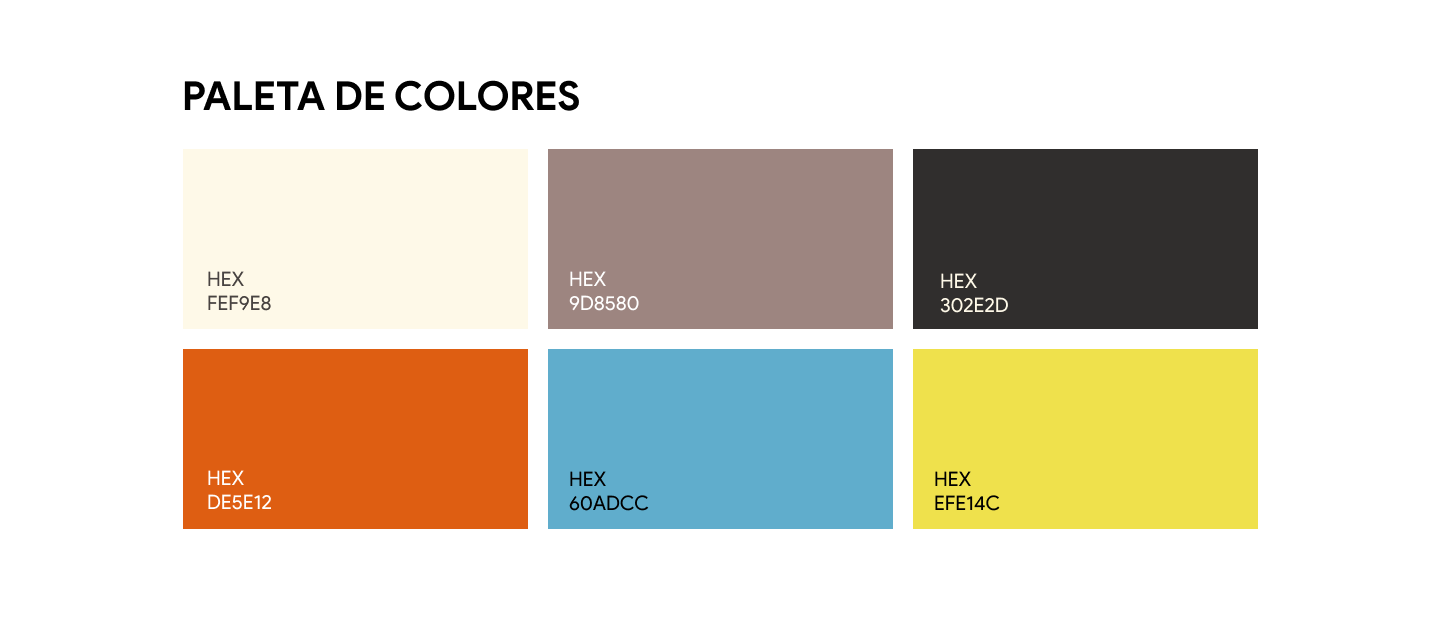 PALETA DE COLORES
HEX
FEF9E8
HEX
9D8580
HEX
302E2D
HEX
DE5E12
HEX
60ADCC
HEX
EFE14C